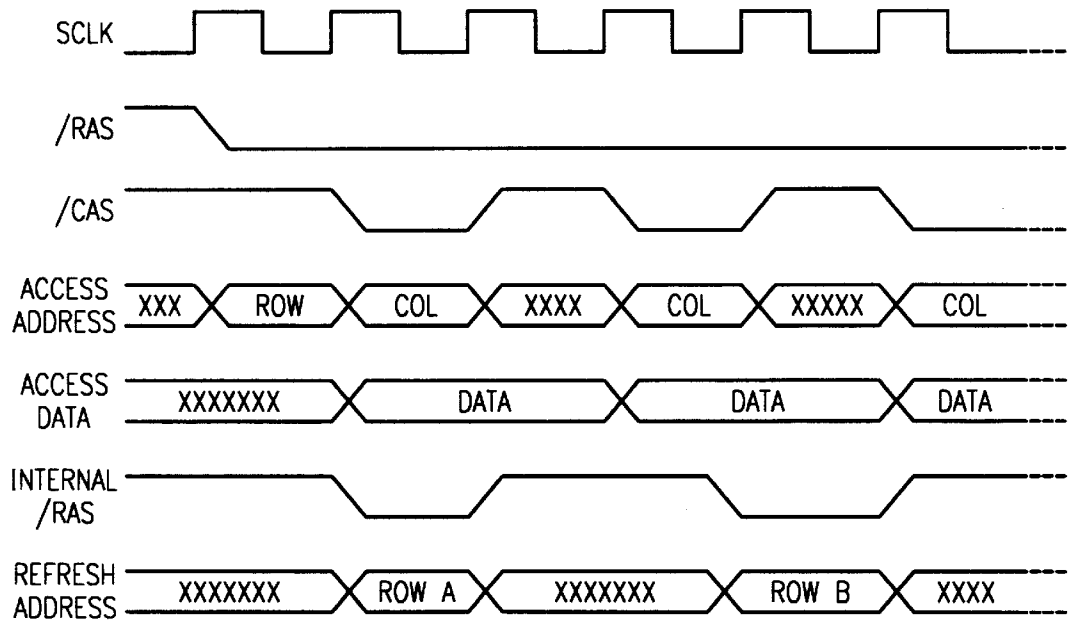 SCLK
/RAS
/CAS
ACCESS
ADDRESS
XXX ROW COL XXXX COL XXXXX COL
ACCESS
DATA
XXXXXXX DATA DATA DATA
INTERNAL
/RAS
REFRESH
ADDRESS
XXXXXXX ROW A XXXXXXX ROW B XXXX